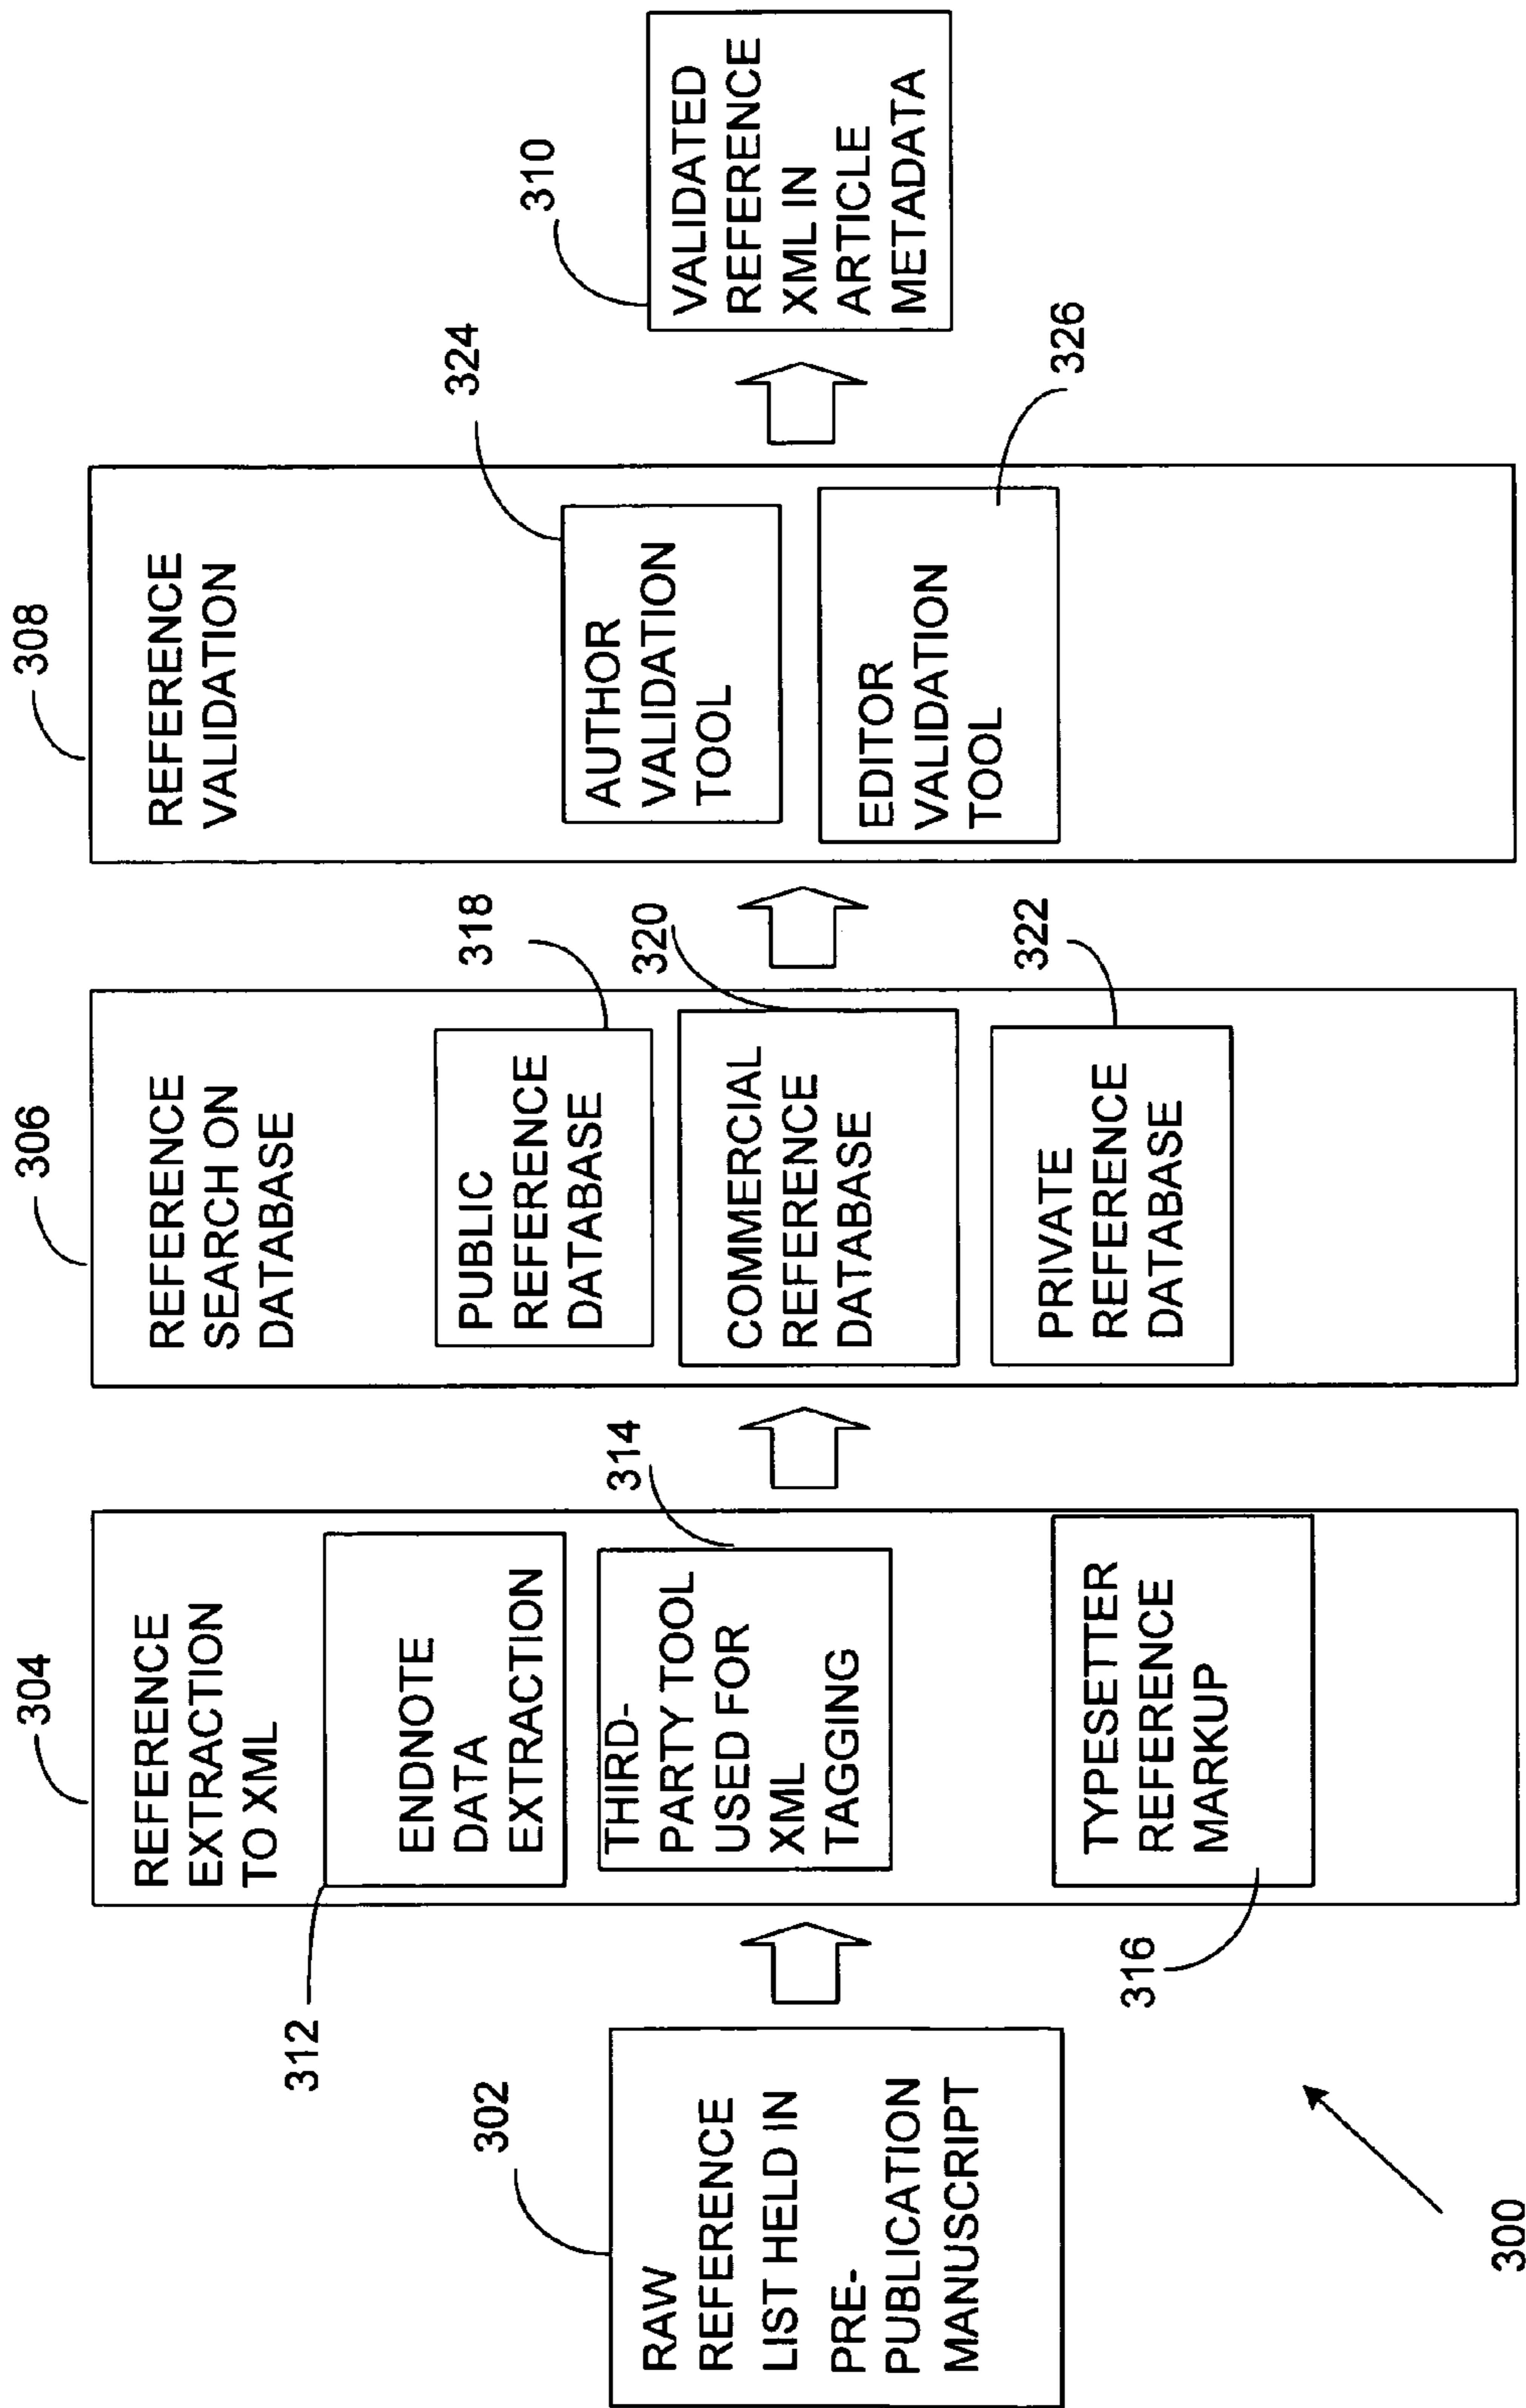 302
RAW
REFERENCE
LIST HELD IN
PRE-
PUBLICATION
MANUSCRIPT
304
REFERENCE
EXTRACTION
TO XML
312
ENDNOTE
DATA
EXTRACTION
314
THIRD-
PARTY TOOL
USED FOR
XML
TAGGING
316
TYPESETTER
REFERENCE
MARKUP
306
REFERENCE
SEARCH ON
DATABASE
318
PUBLIC
REFERENCE
DATABASE
320
COMMERCIAL
REFERENCE
DATABASE
322
PRIVATE
REFERENCE
DATABASE
308
REFERENCE
VALIDATION
324
AUTHOR
VALIDATION
TOOL
326
EDITOR
VALIDATION
TOOL
310
VALIDATED
REFERENCE
XML IN
ARTICLE
METADATA
300